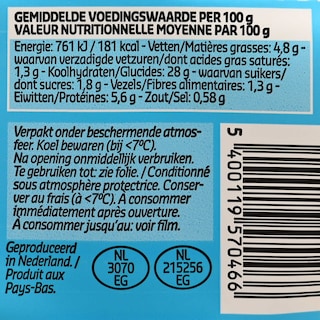 GEMIDDELDE VOEDINGSWAARDE PER 100 g
VALEUR NUTRITIONNELLE MOYENNE PAR 100 g
Energie: 761 kJ / 181 kcal - Vetten/Matières grasses: 4,8 g -
waarvan verzadigde vetzuren/dont acides gras saturés:
1,3 g - Koolhydraten/Glucides: 28 g - waarvan suikers/
dont sucres: 1,8 g - Vezels/Fibres alimentaires: 1,3 g -
Eiwitten/Protéines: 5,6 g - Zout/Sel: 0,58 g
Verpakt onder beschermende atmos-
feer. Koel bewaren (bij <7°C).
Na opening onmiddellijk verbruiken.
Te gebruiken tot: zie folie. / Conditionné
sous atmosphère protectrice. Conser-
ver au frais (à <7°C). À consommer
immédiatement après ouverture.
À consommer jusqu'au: voir film.
Geproduceerd
in Nederland. /
Produit aux
Pays-Bas.
NL
3070
EG
NL
215256
EG
5 400119 570466